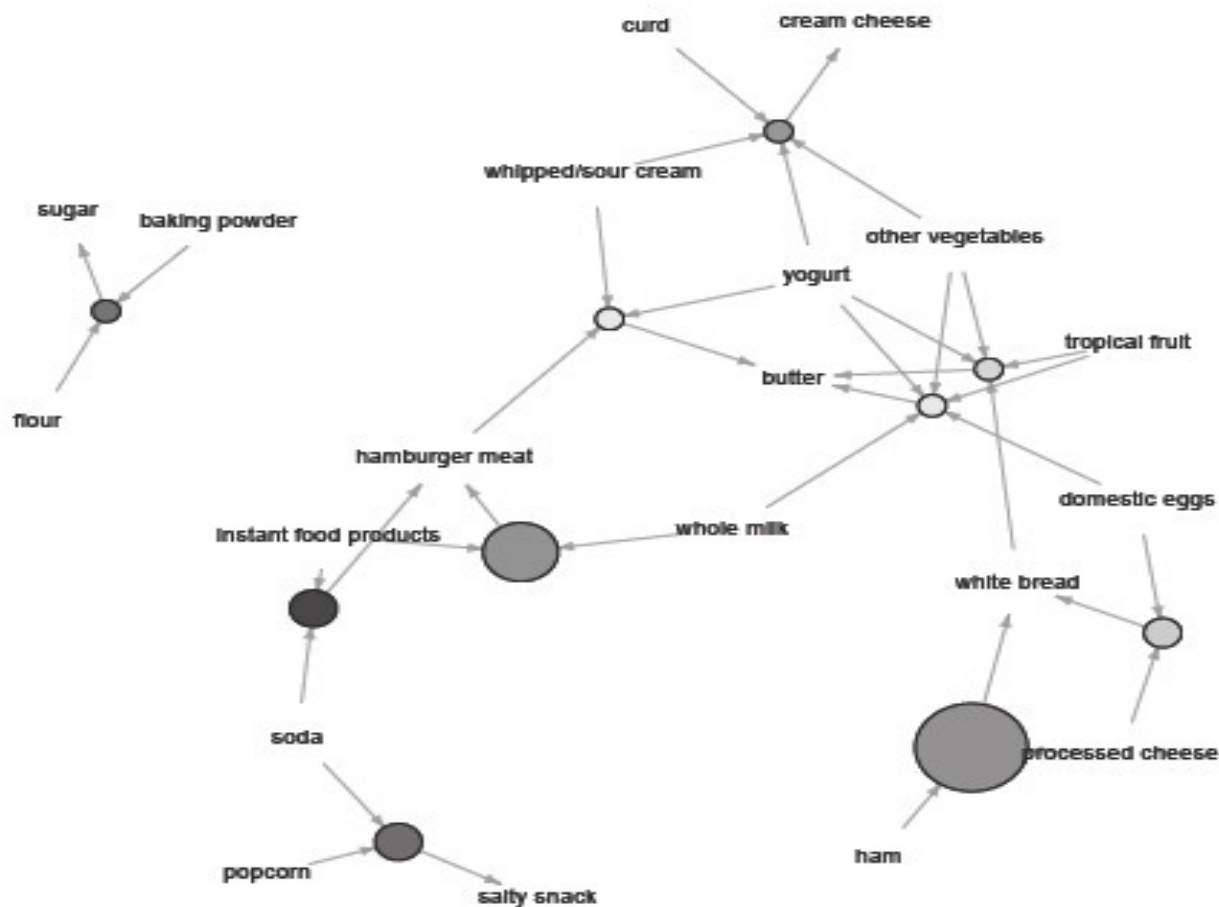 cream cheese
curd
whipped/sour cream
sugar
baking powder
other vegetables
yogurt
tropical fruit
butter
flour
hamburger meat
domestic eggs
instant food products
whole milk
white bread
soda
processed cheese
ham
popcorn
salty snack